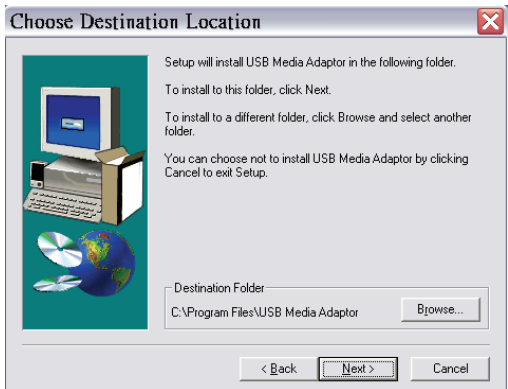 Choose Destination Location
Setup will install USB Media Adaptor in the following folder.
To install to this folder, click Next.
To install to a different folder, click Browse and select another
folder.
You can choose not to install USB Media Adaptor by clicking
Cancel to exit Setup.
Destination Folder
C:\Program Files\USB Media Adaptor
Browse...
< Back
Next >
Cancel